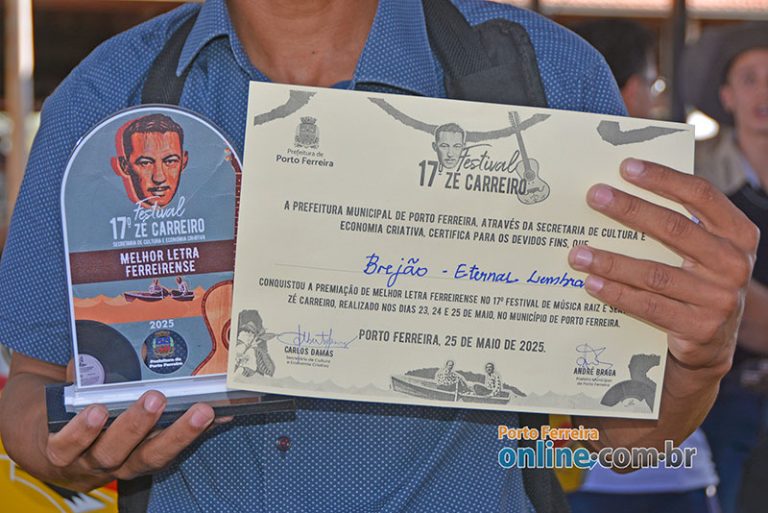 17º Festival
ZÉ CARREIRO
SECRETARIA DE CULTURA E ECONOMIA CRIATIVA
MELHOR LETRA
FERREIRENSE
2025
Prefeitura de
Porto Ferreira
Prefeitura de
Porto Ferreira
17º Festival
ZÉ CARREIRO
A PREFEITURA MUNICIPAL DE PORTO FERREIRA, ATRAVÉS DA SECRETARIA DE CULTURA E
ECONOMIA CRIATIVA, CERTIFICA PARA OS DEVIDOS FINS, QUE
Brejão - Eternal
CONQUISTOU A PREMIAÇÃO DE MELHOR LETRA FERREIRENSE NO 17º FESTIVAL DE MÚSICA RAIZ E
ZÉ CARREIRO, REALIZADO NOS DIAS 23, 24 E 25 DE MAIO, NO MUNICÍPIO DE PORTO FERREIRA.
PORTO FERREIRA, 25 DE MAIO DE 2025.
CARLOS DAMAS
Secretário de Cultura
e Economia Criativa
ANDRÉ BRAGA
Porto Ferreira
online.com.br